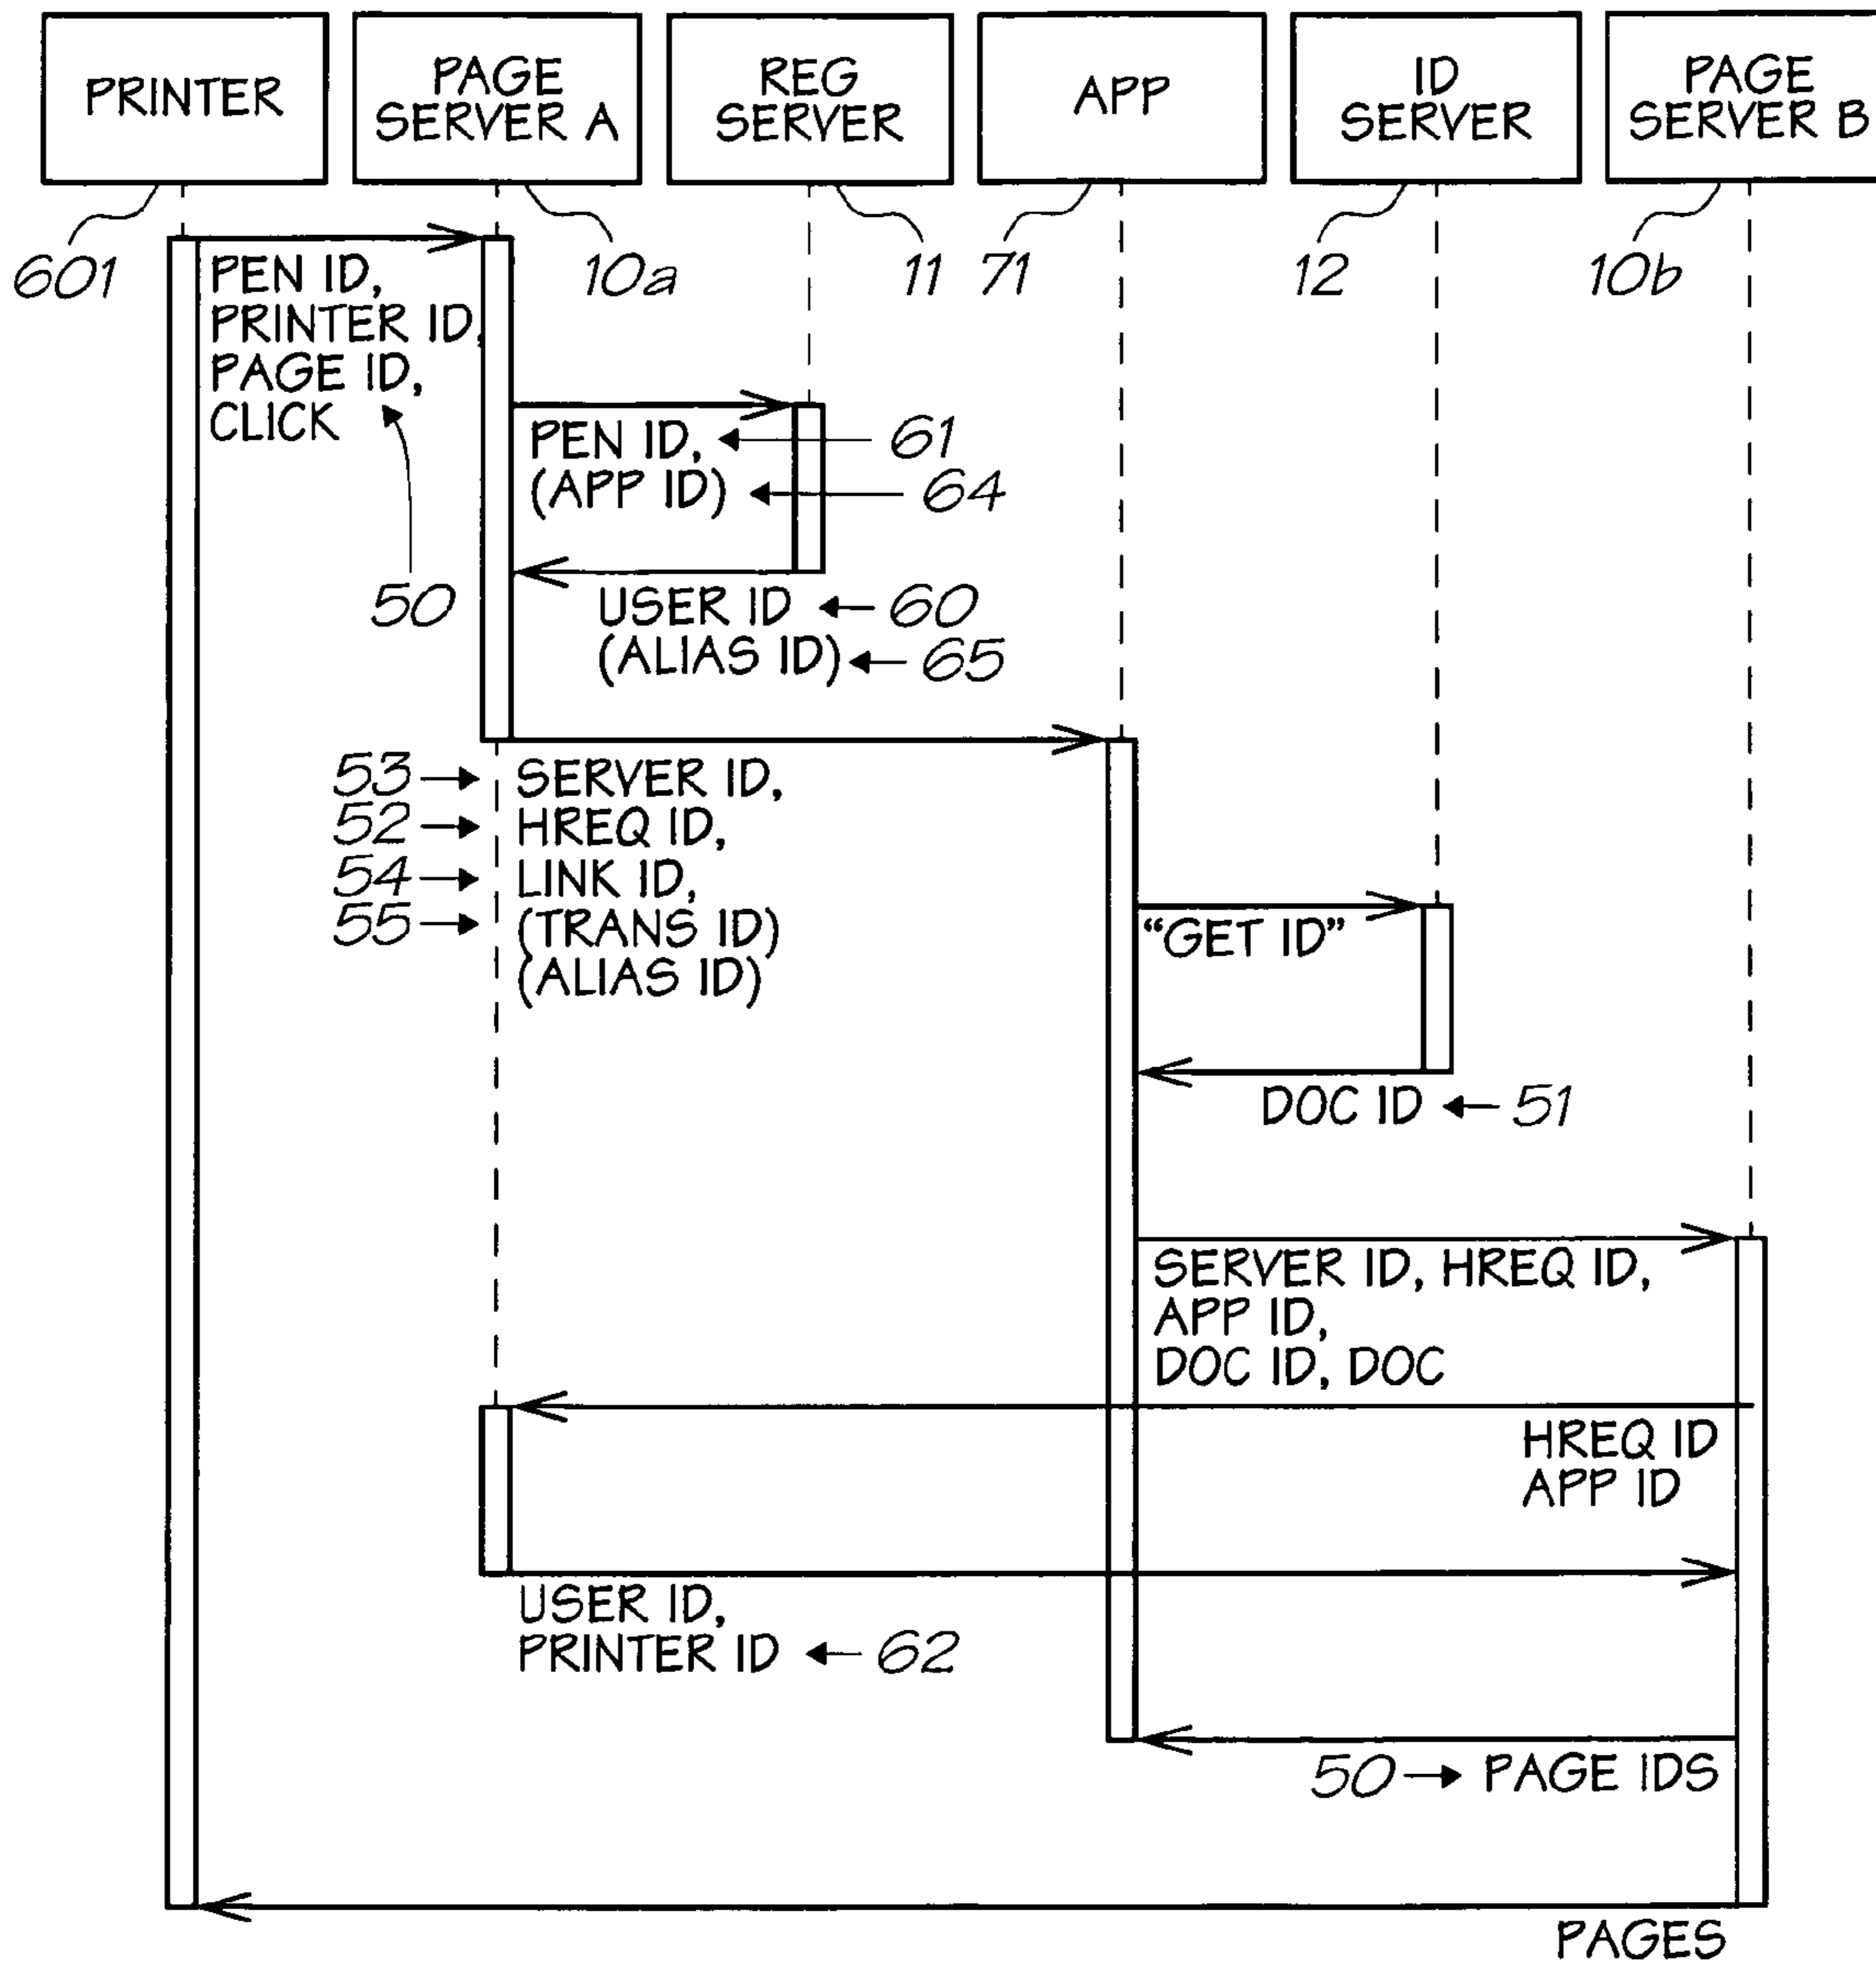 PRINTER
PAGE
SERVER A
REG
SERVER
APP
ID
SERVER
PAGE
SERVER B
601
10a
11
71
12
10b
PEN ID,
PRINTER ID,
PAGE ID,
CLICK
50
PEN ID,
61
(APP ID)
64
USER ID
60
(ALIAS ID)
65
53
SERVER ID,
52
HREQ ID,
54
LINK ID,
55
(TRANS ID)
(ALIAS ID)
“GET ID”
DOC ID
51
SERVER ID, HREQ ID,
APP ID,
DOC ID, DOC
HREQ ID
APP ID
USER ID,
PRINTER ID
62
50
PAGE IDS
PAGES